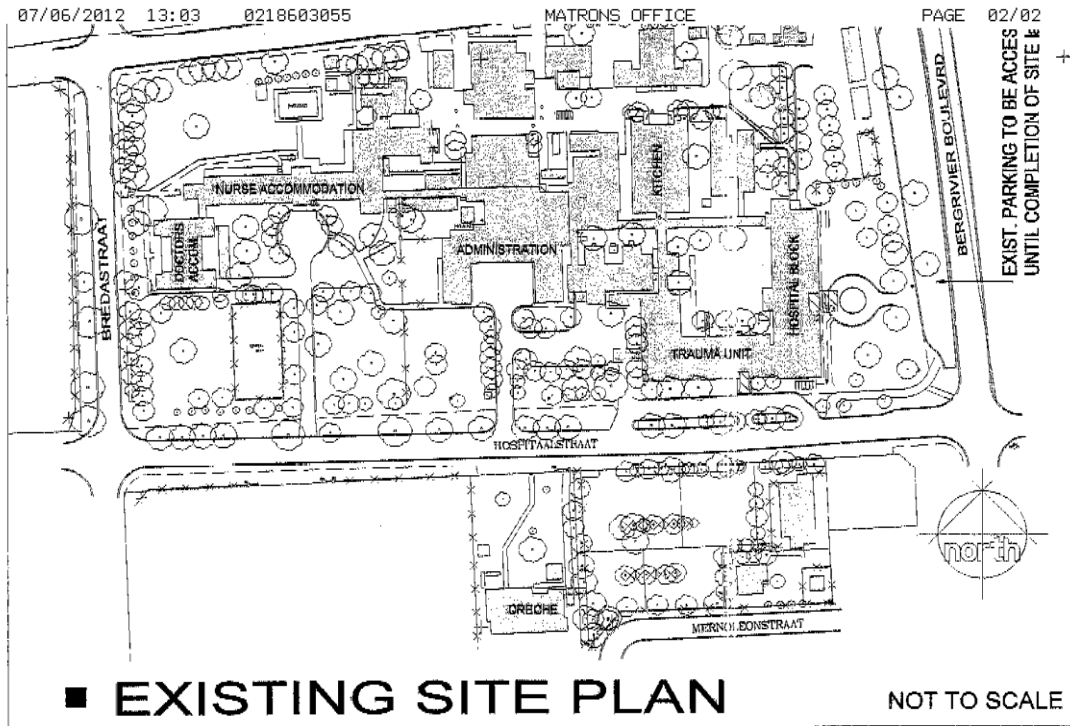 07/06/2012 13:03 0218603055 MATRONS OFFICE PAGE 02/02
EXIST. PARKING TO BE ACCES
UNTIL COMPLETION OF SITE
BERGRIVIER BOULEVRD
KITCHEN
NURSE ACCOMMODATION
DOCTORS
ACCOM.
ADMINISTRATION
HOSPITAL BLOCK
BREDASTRAAT
TRAUMA UNIT
HOSPITAALSTRAAT
north
CRECHE
MERNOLEONSTRAAT
■ EXISTING SITE PLAN
NOT TO SCALE